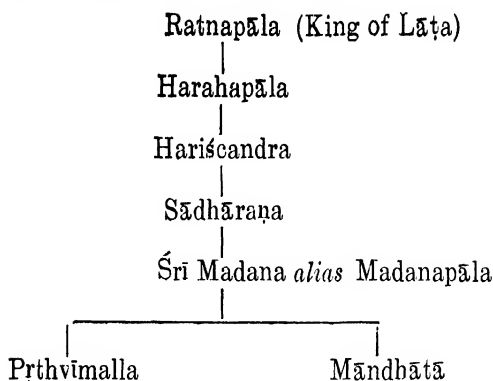 Ratnapāla (King of Lāṭa)
Harahapāla
Hariścandra
Sādhāraṇa
Śrī Madana alias Madanapāla
Pṛthvīmalla Māndhātā